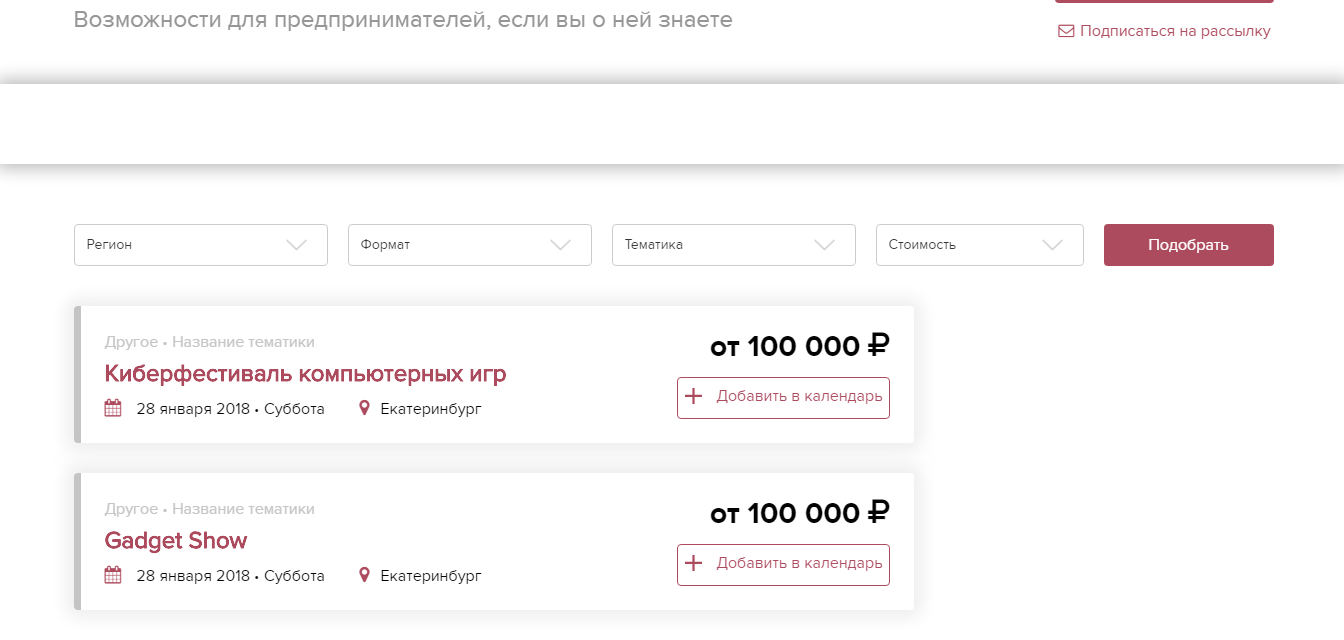 Возможности для предпринимателей, если вы о ней знаете
Подписаться на рассылку
Регион
Формат
Тематика
Стоимость
Подобрать
Другое • Название тематики
от 100 000 ₽
Киберфестиваль компьютерных игр
+ Добавить в календарь
28 января 2018 • Суббота
Екатеринбург
Другое • Название тематики
от 100 000 ₽
Gadget Show
+ Добавить в календарь
28 января 2018 • Суббота
Екатеринбург